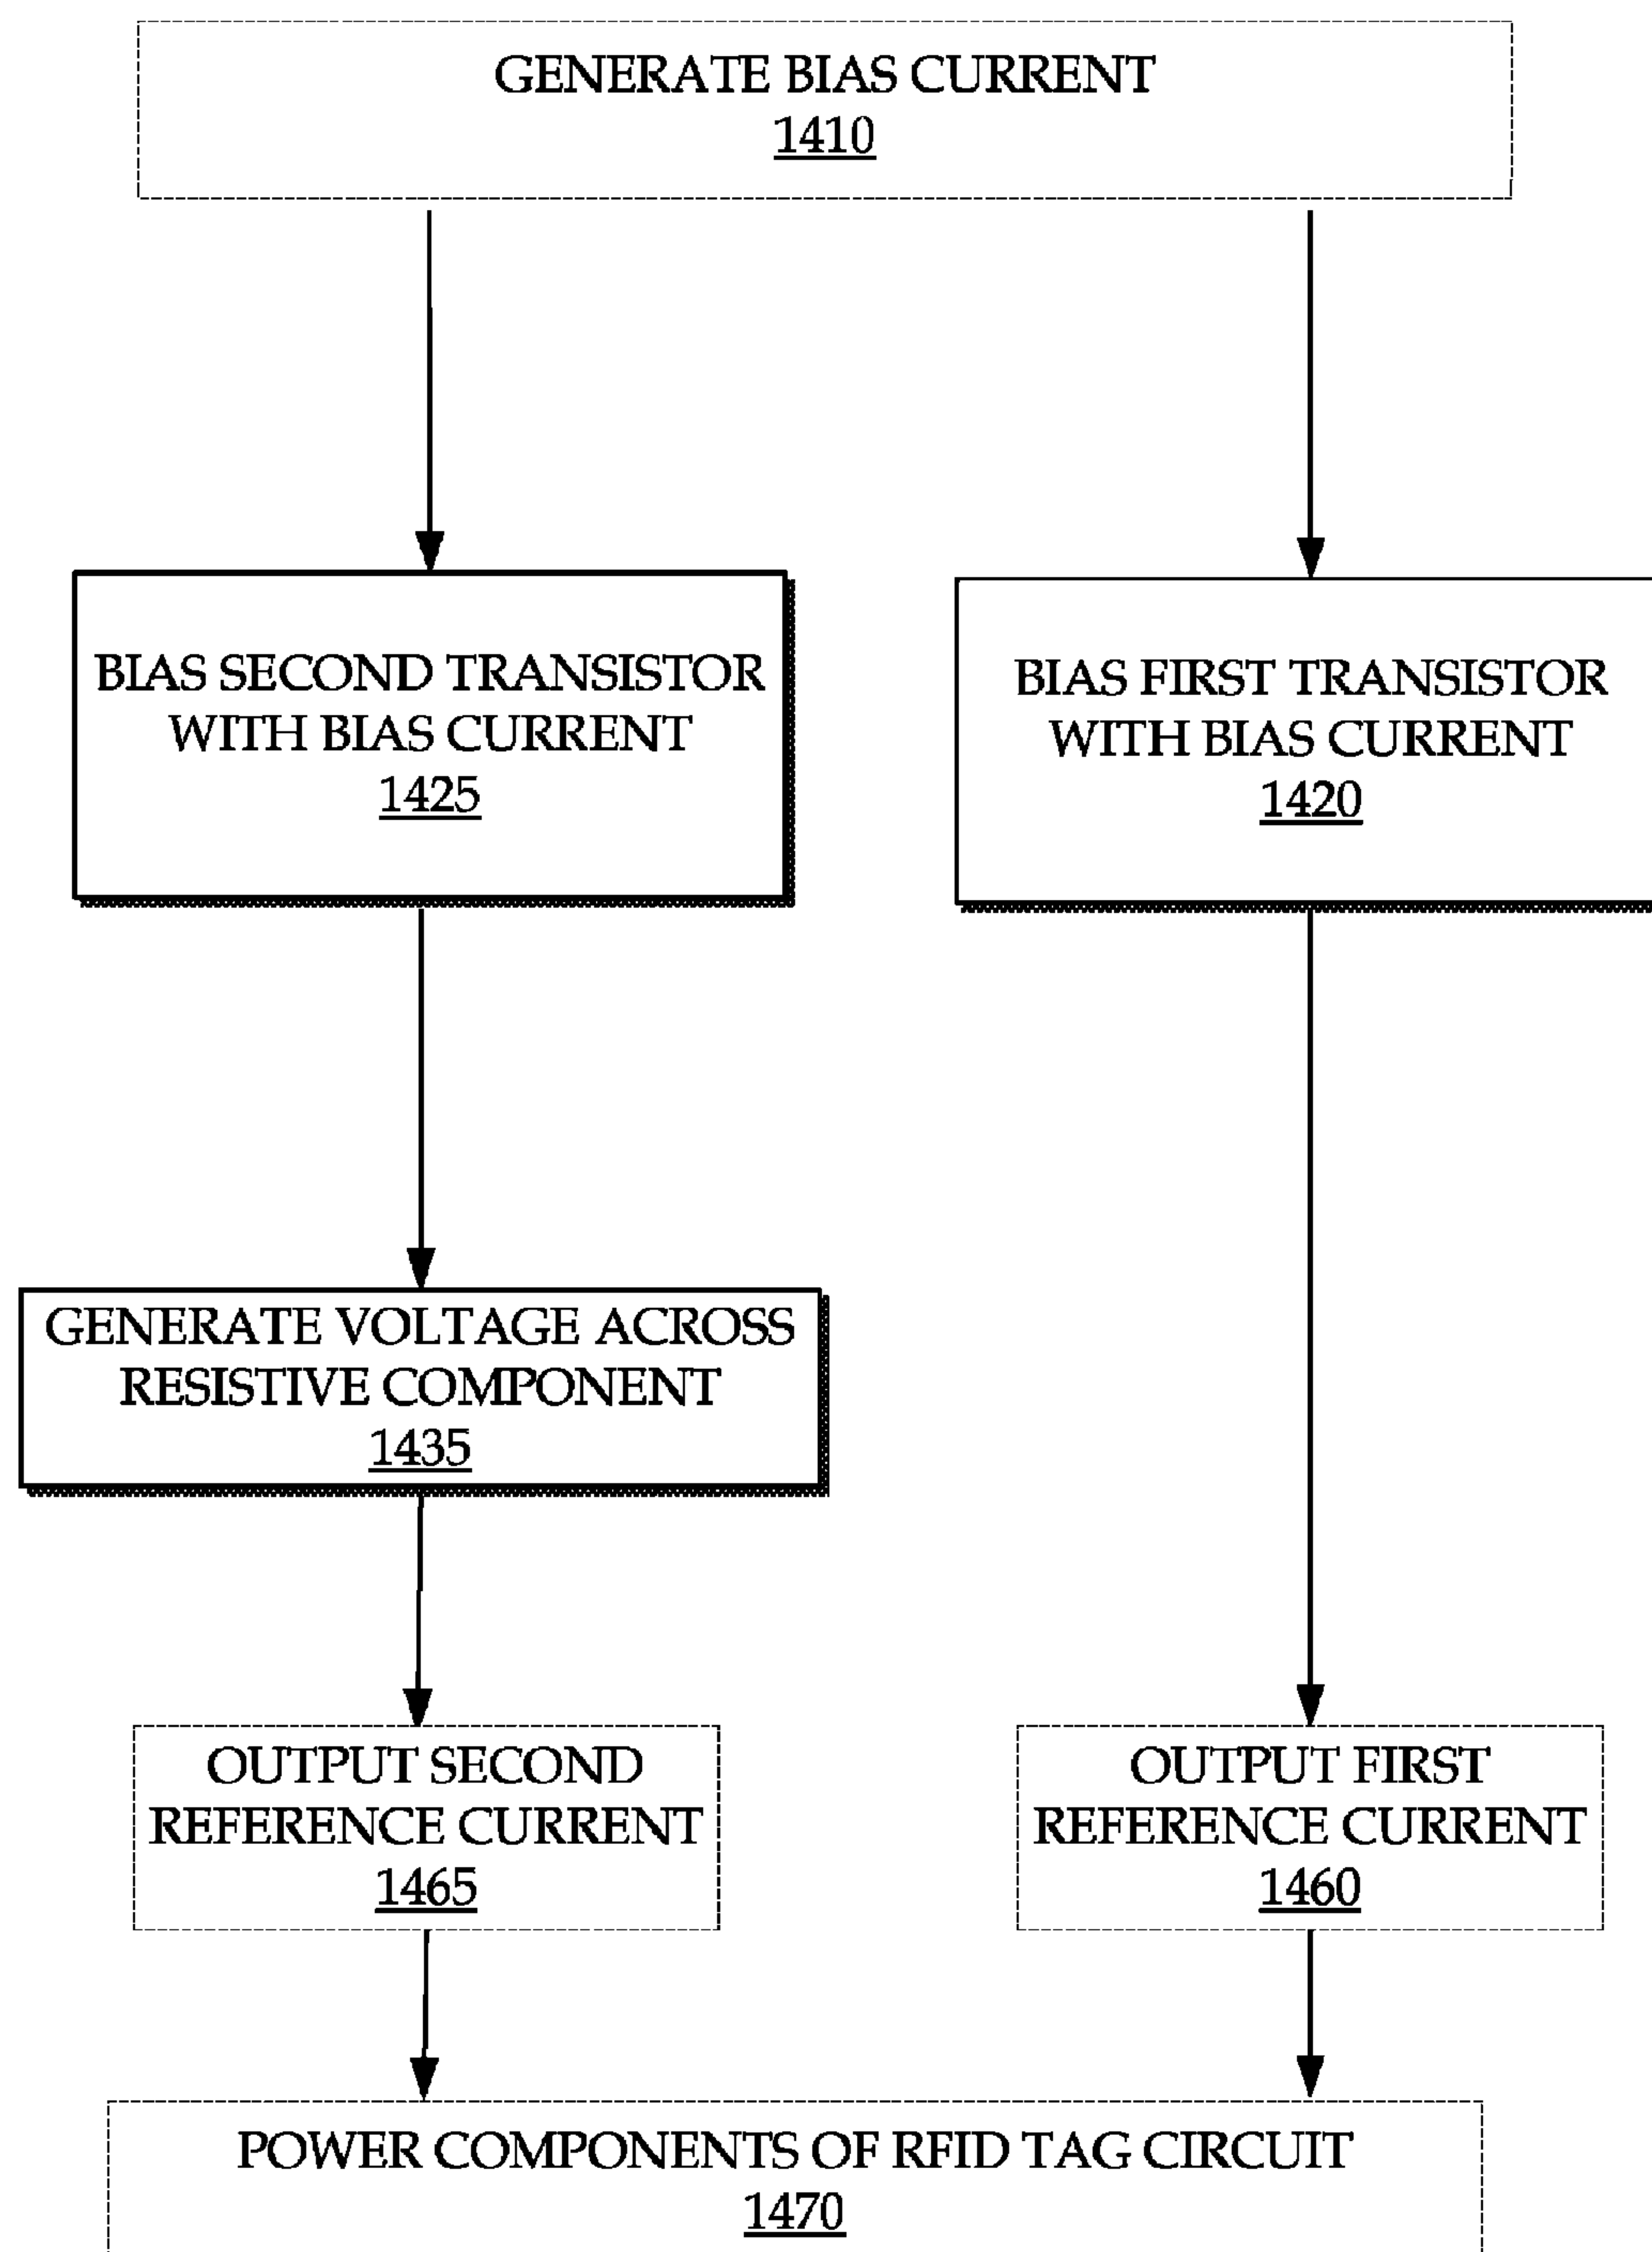 GENERATE BIAS CURRENT
1410
BIAS SECOND TRANSISTOR
WITH BIAS CURRENT
1425
BIAS FIRST TRANSISTOR
WITH BIAS CURRENT
1420
GENERATE VOLTAGE ACROSS
RESISTIVE COMPONENT
1435
OUTPUT SECOND
REFERENCE CURRENT
1465
OUTPUT FIRST
REFERENCE CURRENT
1460
POWER COMPONENTS OF RFID TAG CIRCUIT
1470